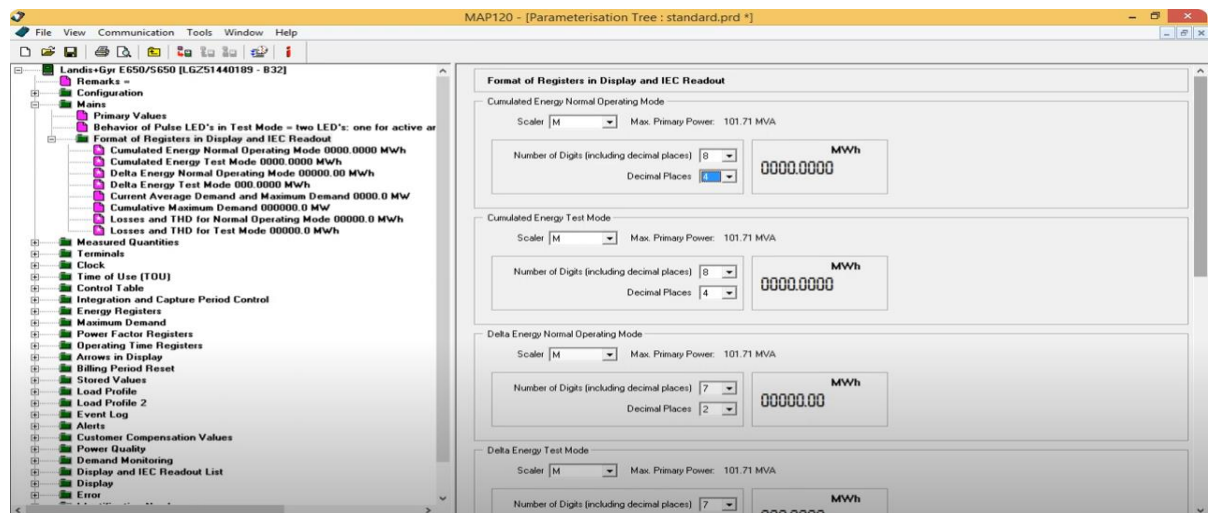 MAP120 - [Parameterisation Tree : standard.prd *]
File View Communication Tools Window Help
Landis+Gyr E650/S650 [LGZ51440189 - B32]
Remarks =
Configuration
Mains
Primary Values
Behavior of Pulse LED's in Test Mode = two LED's: one for active ar
Format of Registers in Display and IEC Readout
Cumulated Energy Normal Operating Mode 0000.0000 MWh
Cumulated Energy Test Mode 0000.0000 MWh
Delta Energy Normal Operating Mode 00000.00 MWh
Delta Energy Test Mode 000.0000 MWh
Current Average Demand and Maximum Demand 0000.0 MW
Cumulative Maximum Demand 000000.0 MW
Losses and THD for Normal Operating Mode 00000.0 MWh
Losses and THD for Test Mode 00000.0 MWh
Measured Quantities
Terminals
Clock
Time of Use (TOU)
Control Table
Integration and Capture Period Control
Energy Registers
Maximum Demand
Power Factor Registers
Operating Time Registers
Arrows in Display
Billing Period Reset
Stored Values
Load Profile
Load Profile 2
Event Log
Alerts
Customer Compensation Values
Power Quality
Demand Monitoring
Display and IEC Readout List
Display
Error
Format of Registers in Display and IEC Readout
Cumulated Energy Normal Operating Mode
Scaler M Max. Primary Power: 101.71 MVA
Number of Digits (including decimal places) 8
Decimal Places 4
MWh
0000.0000
Cumulated Energy Test Mode
Scaler M Max. Primary Power: 101.71 MVA
Number of Digits (including decimal places) 8
Decimal Places 4
MWh
0000.0000
Delta Energy Normal Operating Mode
Scaler M Max. Primary Power: 101.71 MVA
Number of Digits (including decimal places) 7
Decimal Places 2
MWh
00000.00
Delta Energy Test Mode
Scaler M Max. Primary Power: 101.71 MVA
Number of Digits (including decimal places) 7
MWh